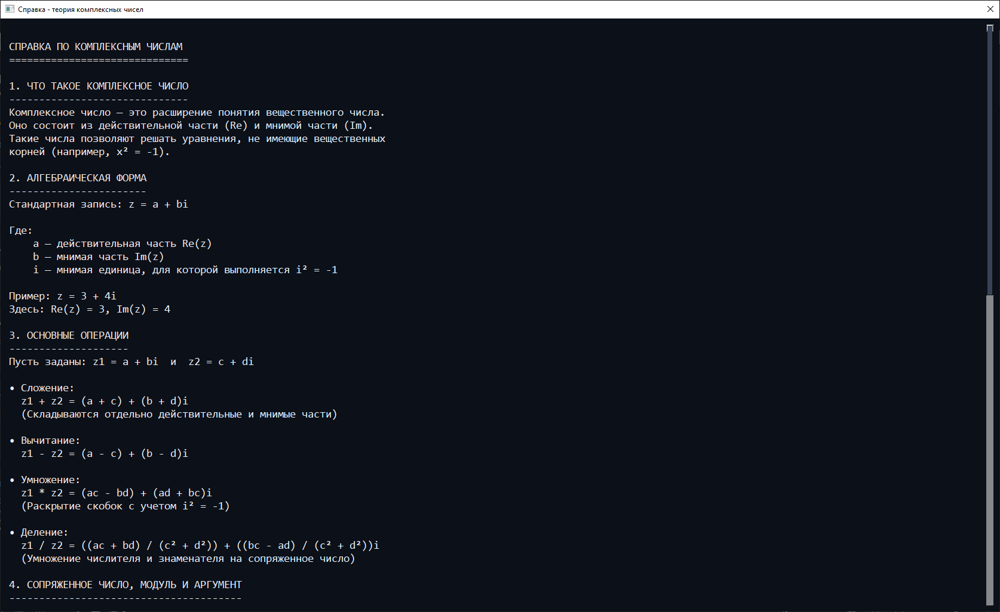 Справка - теория комплексных чисел
СПРАВКА ПО КОМПЛЕКСНЫМ ЧИСЛАМ
==============================
1. ЧТО ТАКОЕ КОМПЛЕКСНОЕ ЧИСЛО
------------------------------
Комплексное число — это расширение понятия вещественного числа.
Оно состоит из действительной части (Re) и мнимой части (Im).
Такие числа позволяют решать уравнения, не имеющие вещественных
корней (например, x² = -1).
2. АЛГЕБРАИЧЕСКАЯ ФОРМА
-----------------------
Стандартная запись: z = a + bi
Где:
    a — действительная часть Re(z)
    b — мнимая часть Im(z)
    i — мнимая единица, для которой выполняется i² = -1
Пример: z = 3 + 4i
Здесь: Re(z) = 3, Im(z) = 4
3. ОСНОВНЫЕ ОПЕРАЦИИ
--------------------
Пусть заданы: z1 = a + bi  и  z2 = c + di
• Сложение:
  z1 + z2 = (a + c) + (b + d)i
  (Складываются отдельно действительные и мнимые части)
• Вычитание:
  z1 - z2 = (a - c) + (b - d)i
• Умножение:
  z1 * z2 = (ac - bd) + (ad + bc)i
  (Раскрытие скобок с учетом i² = -1)
• Деление:
  z1 / z2 = ((ac + bd) / (c² + d²)) + ((bc - ad) / (c² + d²))i
  (Умножение числителя и знаменателя на сопряженное число)
4. СОПРЯЖЕННОЕ ЧИСЛО, МОДУЛЬ И АРГУМЕНТ
---------------------------------------